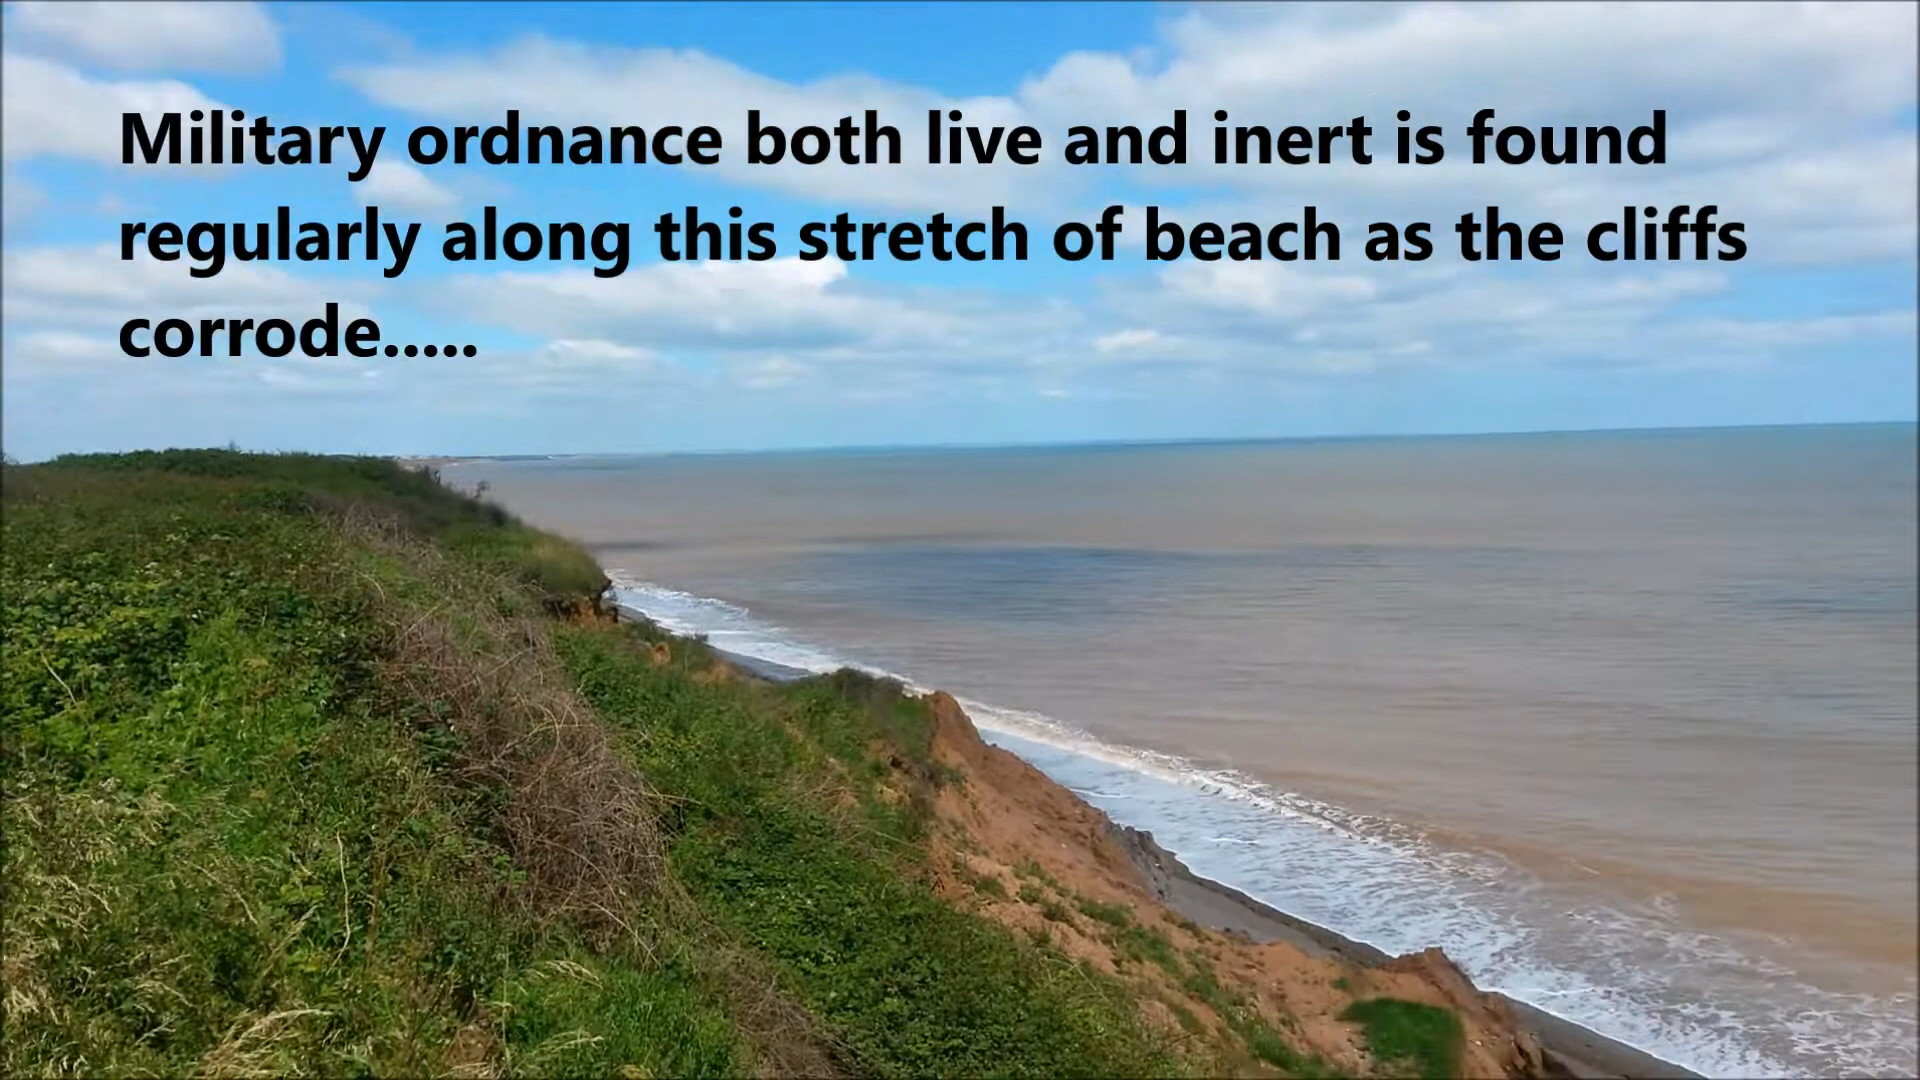 Military ordnance both live and inert is found
regularly along this stretch of beach as the cliffs
corrode.....